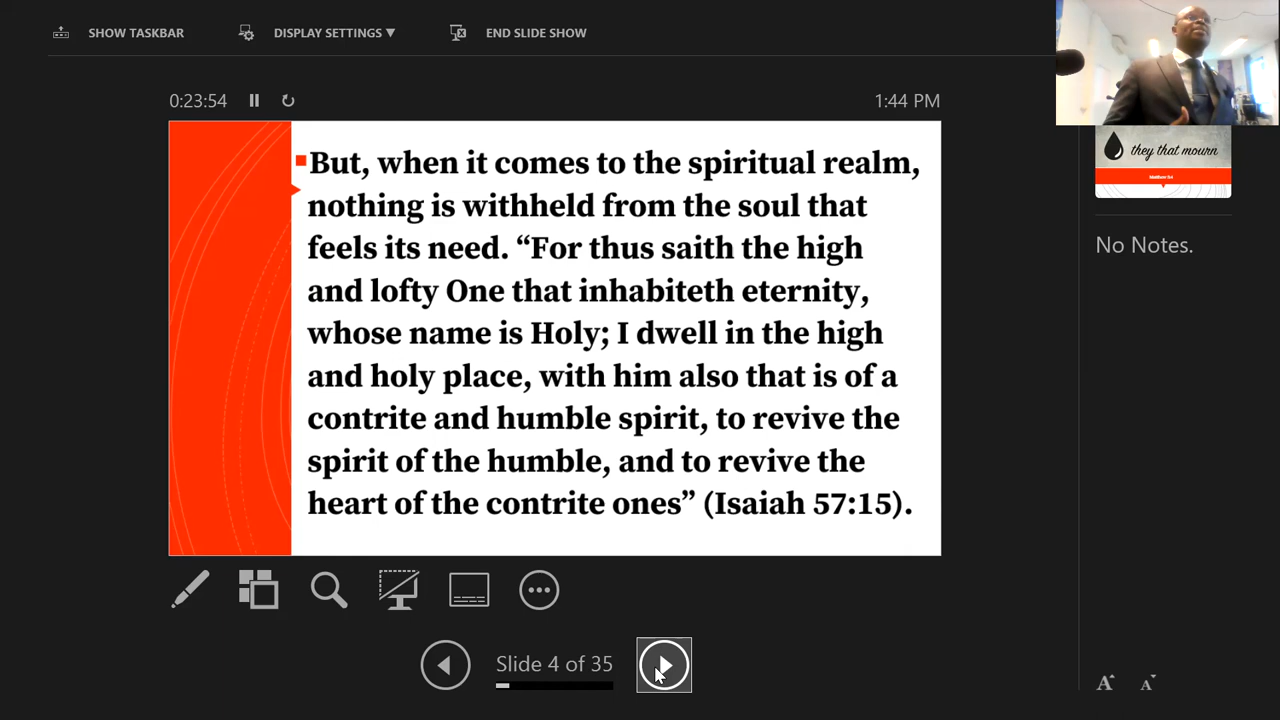 SHOW TASKBAR
DISPLAY SETTINGS ▼
END SLIDE SHOW
0:23:54
1:44 PM
But, when it comes to the spiritual realm,
nothing is withheld from the soul that
feels its need. “For thus saith the high
and lofty One that inhabiteth eternity,
whose name is Holy; I dwell in the high
and holy place, with him also that is of a
contrite and humble spirit, to revive the
spirit of the humble, and to revive the
heart of the contrite ones” (Isaiah 57:15).
they that mourn
Matthew 5:4
No Notes.
Slide 4 of 35
A A